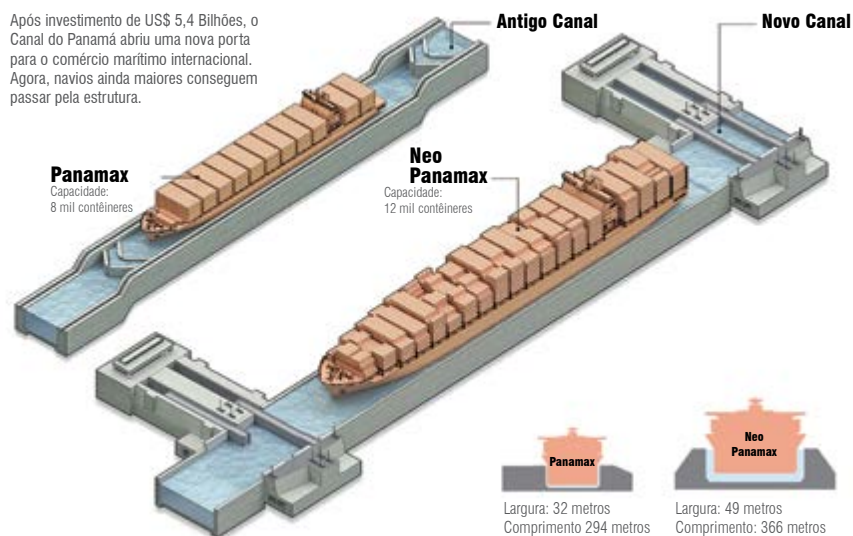 Após investimento de US$ 5,4 Bilhões, o
Canal do Panamá abriu uma nova porta
para o comércio marítimo internacional.
Agora, navios ainda maiores conseguem
passar pela estrutura.
Antigo Canal
Novo Canal
Panamax
Capacidade:
8 mil contêineres
Neo
Panamax
Capacidade:
12 mil contêineres
Panamax
Largura: 32 metros
Comprimento 294 metros
Neo
Panamax
Largura: 49 metros
Comprimento: 366 metros